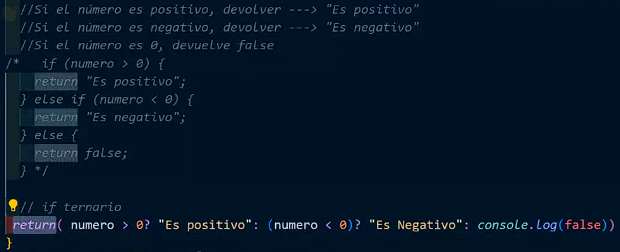 //Si el número es positivo, devolver ---> "Es positivo"
//Si el número es negativo, devolver ---> "Es negativo"
//Si el número es 0, devuelve false
/*   if (numero > 0) {
return "Es positivo";
} else if (numero < 0) {
return "Es negativo";
} else {
return false;
} */
// if ternario
return( numero > 0? "Es positivo": (numero < 0)? "Es Negativo": console.log(false))
}